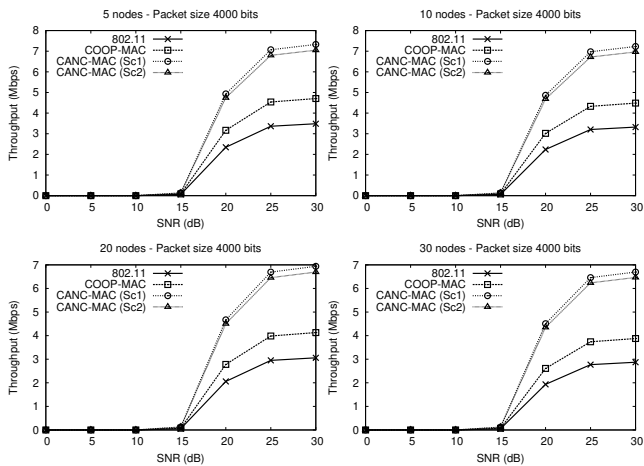 5 nodes - Packet size 4000 bits
Throughput (Mbps)
8
7
6
5
4
3
2
1
0
802.11
COOP-MAC
CANC-MAC (Sc1)
CANC-MAC (Sc2)
0 5 10 15 20 25 30
SNR (dB)
10 nodes - Packet size 4000 bits
Throughput (Mbps)
8
7
6
5
4
3
2
1
0
802.11
COOP-MAC
CANC-MAC (Sc1)
CANC-MAC (Sc2)
0 5 10 15 20 25 30
SNR (dB)
20 nodes - Packet size 4000 bits
Throughput (Mbps)
7
6
5
4
3
2
1
0
802.11
COOP-MAC
CANC-MAC (Sc1)
CANC-MAC (Sc2)
0 5 10 15 20 25 30
SNR (dB)
30 nodes - Packet size 4000 bits
Throughput (Mbps)
7
6
5
4
3
2
1
0
802.11
COOP-MAC
CANC-MAC (Sc1)
CANC-MAC (Sc2)
0 5 10 15 20 25 30
SNR (dB)